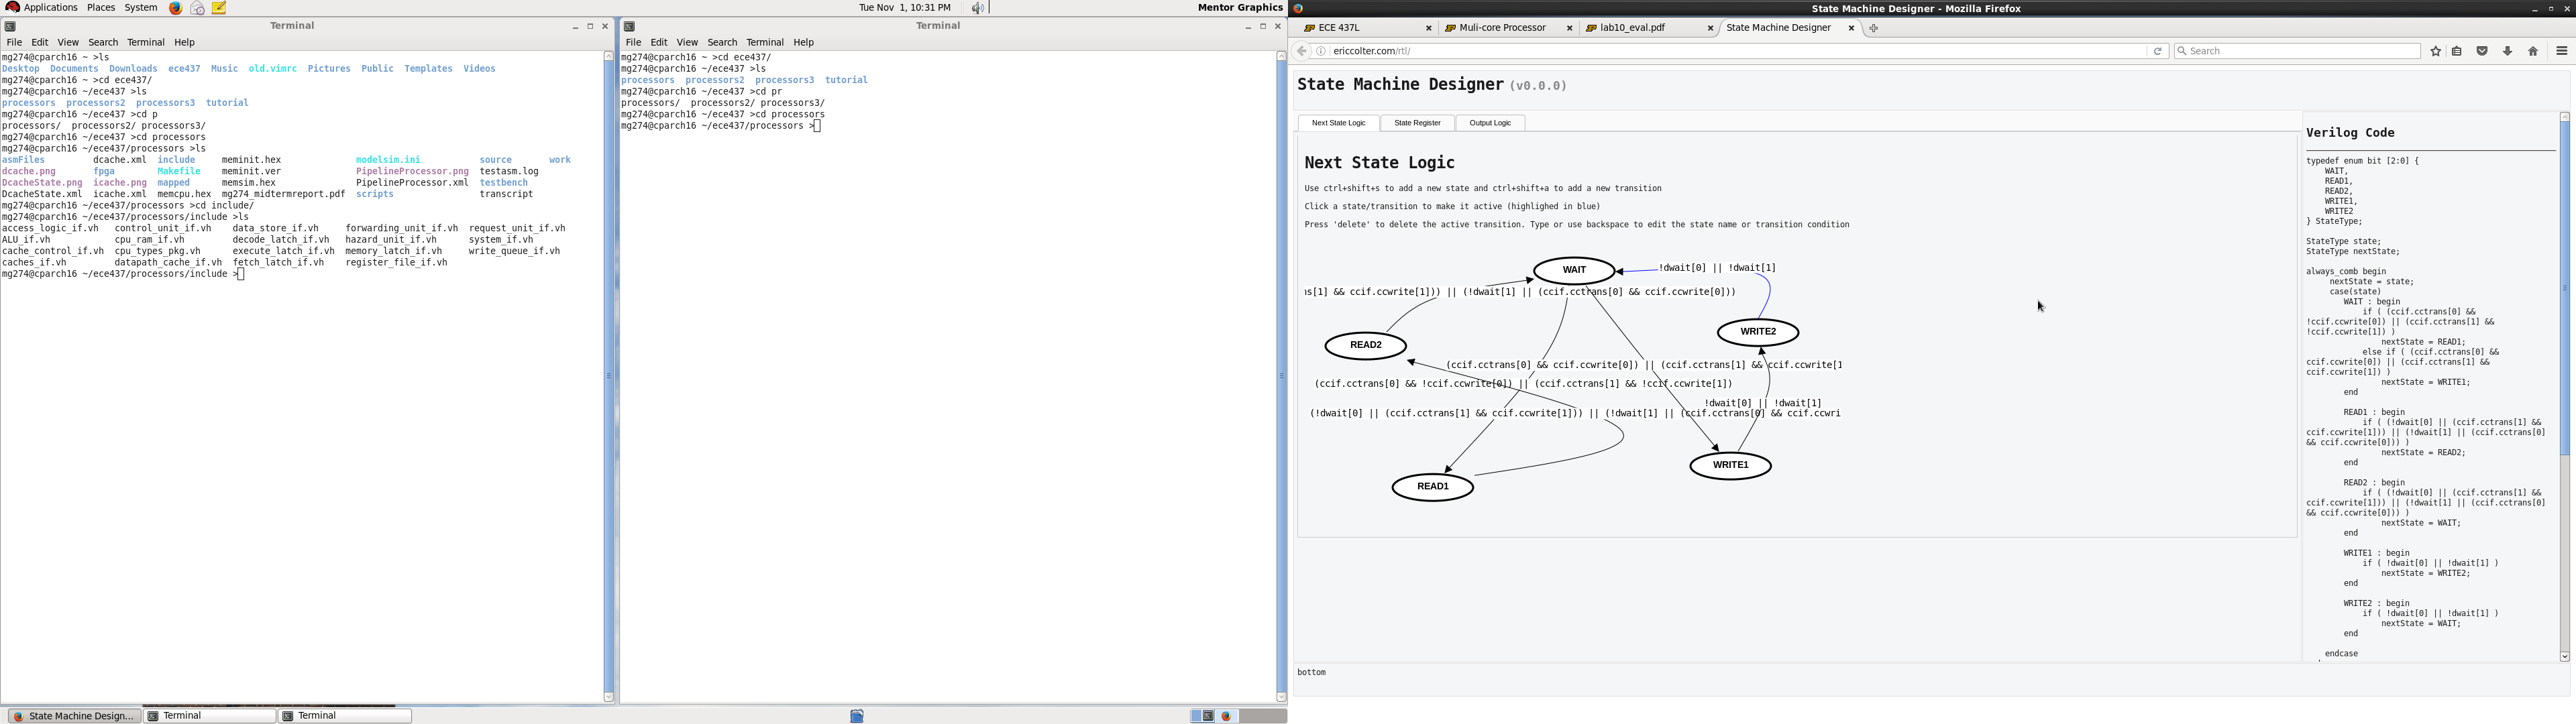 Applications Places System Tue Nov 1, 10:31 PM Mentor Graphics
Terminal
File Edit View Search Terminal Help
mg274@cparch16 ~ >ls
Desktop Documents Downloads ece437 Music old.vimrc Pictures Public Templates Videos
mg274@cparch16 ~ >cd ece437/
mg274@cparch16 ~/ece437 >ls
processors processors2 processors3 tutorial
mg274@cparch16 ~/ece437 >cd p
processors/ processors2/ processors3/
mg274@cparch16 ~/ece437 >cd processors
mg274@cparch16 ~/ece437/processors >ls
asmFiles dcache.xml include meminit.hex modelsim.ini source work
dcache.png fpga Makefile meminit.ver PipelineProcessor.png testasm.log
DcacheState.png icache.png mapped memsim.hex PipelineProcessor.xml testbench
DcacheState.xml icache.xml memcpu.hex mg274_midtermreport.pdf scripts transcript
mg274@cparch16 ~/ece437/processors >cd include/
mg274@cparch16 ~/ece437/processors/include >ls
access_logic_if.vh control_unit_if.vh data_store_if.vh forwarding_unit_if.vh request_unit_if.vh
ALU_if.vh cpu_ram_if.vh decode_latch_if.vh hazard_unit_if.vh system_if.vh
cache_control_if.vh cpu_types_pkg.vh execute_latch_if.vh memory_latch_if.vh write_queue_if.vh
caches_if.vh datapath_cache_if.vh fetch_latch_if.vh register_file_if.vh
mg274@cparch16 ~/ece437/processors/include >
Terminal
File Edit View Search Terminal Help
mg274@cparch16 ~ >cd ece437/
mg274@cparch16 ~/ece437 >ls
processors processors2 processors3 tutorial
mg274@cparch16 ~/ece437 >cd pr
processors/ processors2/ processors3/
mg274@cparch16 ~/ece437 >cd processors
mg274@cparch16 ~/ece437/processors >
State Machine Designer - Mozilla Firefox
ECE 437L Muli-core Processor lab10_eval.pdf State Machine Designer
ericcolter.com/rtl/ Search
State Machine Designer (v0.0.0)
Next State Logic State Register Output Logic
Next State Logic
Use ctrl+shift+s to add a new state and ctrl+shift+a to add a new transition
Click a state/transition to make it active (highlighed in blue)
Press 'delete' to delete the active transition. Type or use backspace to edit the state name or transition condition
WAIT
!dwait[0] || !dwait[1]
s[1] && ccif.ccwrite[1])) || (!dwait[1] || (ccif.cctrans[0] && ccif.ccwrite[0]))
WRITE2
READ2
(ccif.cctrans[0] && ccif.ccwrite[0]) || (ccif.cctrans[1] && ccif.ccwrite[1
(ccif.cctrans[0] && !ccif.ccwrite[0]) || (ccif.cctrans[1] && !ccif.ccwrite[1])
!dwait[0] || !dwait[1]
(!dwait[0] || (ccif.cctrans[1] && ccif.ccwrite[1])) || (!dwait[1] || (ccif.cctrans[0] && ccif.ccwri
WRITE1
READ1
Verilog Code
typedef enum bit [2:0] {
WAIT,
READ1,
READ2,
WRITE1,
WRITE2
} StateType;
StateType state;
StateType nextState;
always_comb begin
nextState = state;
case(state)
WAIT : begin
if ( (ccif.cctrans[0] &&
!ccif.ccwrite[0]) || (ccif.cctrans[1] &&
!ccif.ccwrite[1]) )
nextState = READ1;
else if ( (ccif.cctrans[0] &&
ccif.ccwrite[0]) || (ccif.cctrans[1] &&
ccif.ccwrite[1]) )
nextState = WRITE1;
end
READ1 : begin
if ( (!dwait[0] || (ccif.cctrans[1] &&
ccif.ccwrite[1])) || (!dwait[1] || (ccif.cctrans[0]
&& ccif.ccwrite[0])) )
nextState = READ2;
end
READ2 : begin
if ( (!dwait[0] || (ccif.cctrans[1] &&
ccif.ccwrite[1])) || (!dwait[1] || (ccif.cctrans[0]
&& ccif.ccwrite[0])) )
nextState = WAIT;
end
WRITE1 : begin
if ( !dwait[0] || !dwait[1] )
nextState = WRITE2;
end
WRITE2 : begin
if ( !dwait[0] || !dwait[1] )
nextState = WAIT;
end
endcase
bottom
State Machine Design... Terminal Terminal